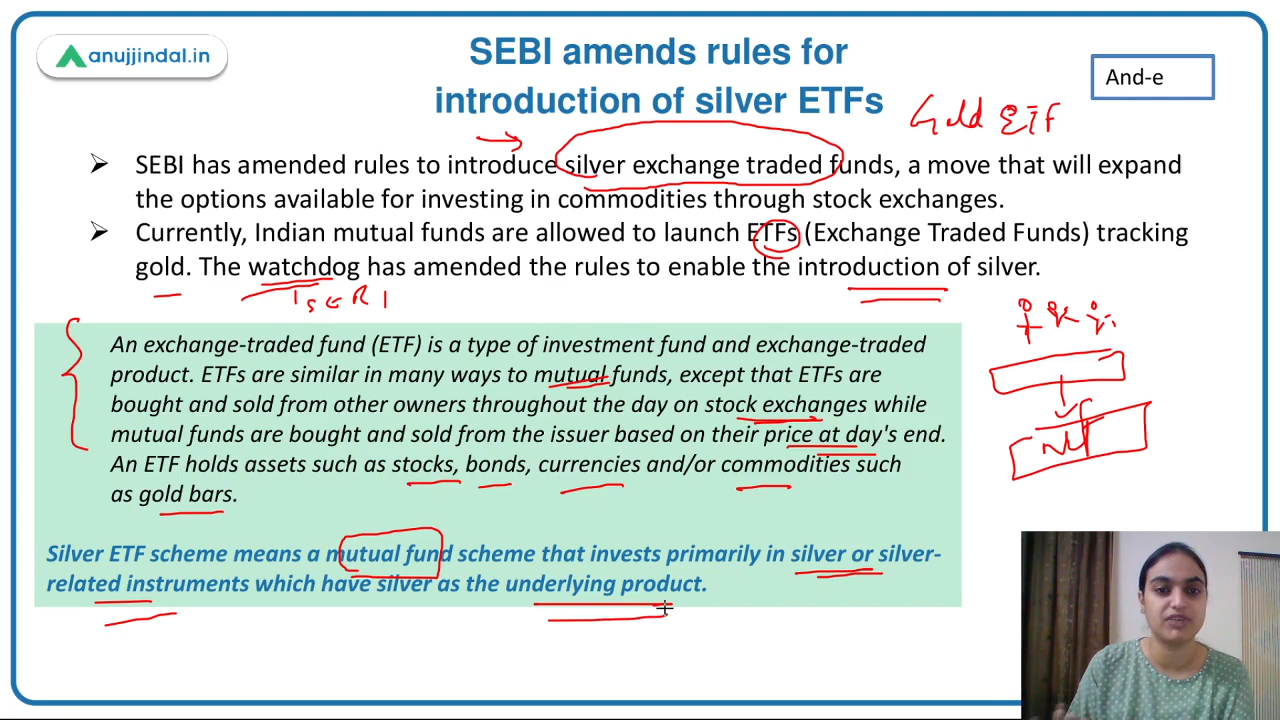 anujjindal.in
SEBI amends rules for
introduction of silver ETFs
And-e
Gold ETF
➢ SEBI has amended rules to introduce silver exchange traded funds, a move that will expand
the options available for investing in commodities through stock exchanges.
➢ Currently, Indian mutual funds are allowed to launch ETFs (Exchange Traded Funds) tracking
gold. The watchdog has amended the rules to enable the introduction of silver.
An exchange-traded fund (ETF) is a type of investment fund and exchange-traded
product. ETFs are similar in many ways to mutual funds, except that ETFs are
bought and sold from other owners throughout the day on stock exchanges while
mutual funds are bought and sold from the issuer based on their price at day's end.
An ETF holds assets such as stocks, bonds, currencies and/or commodities such
as gold bars.
Silver ETF scheme means a mutual fund scheme that invests primarily in silver or silver-
related instruments which have silver as the underlying product.